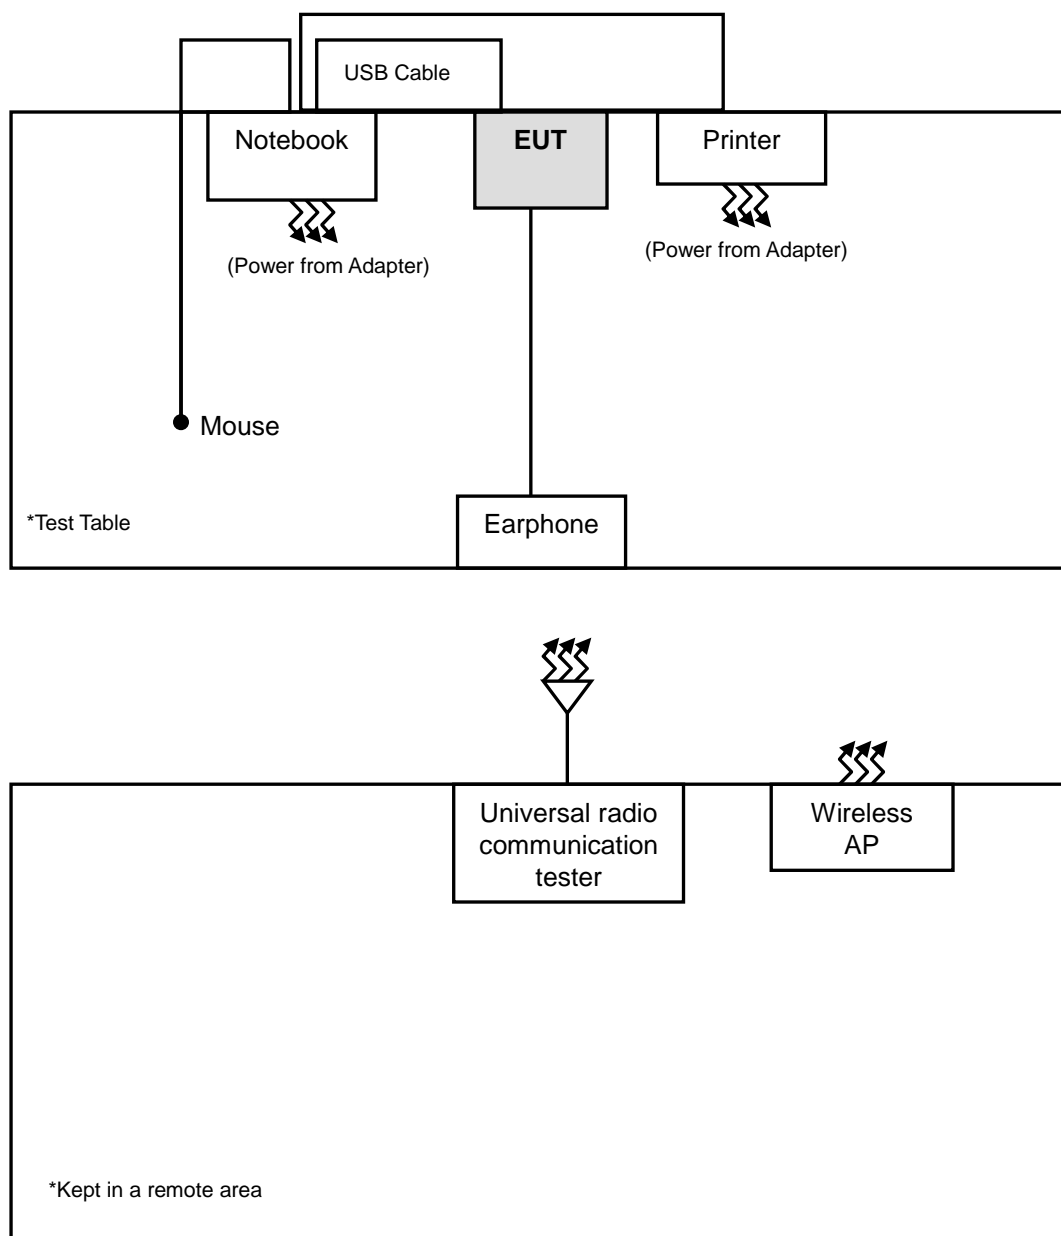 USB Cable
Notebook
EUT
Printer
(Power from Adapter)
(Power from Adapter)
Mouse
*Test Table
Earphone
Universal radio
communication
tester
Wireless
AP
*Kept in a remote area